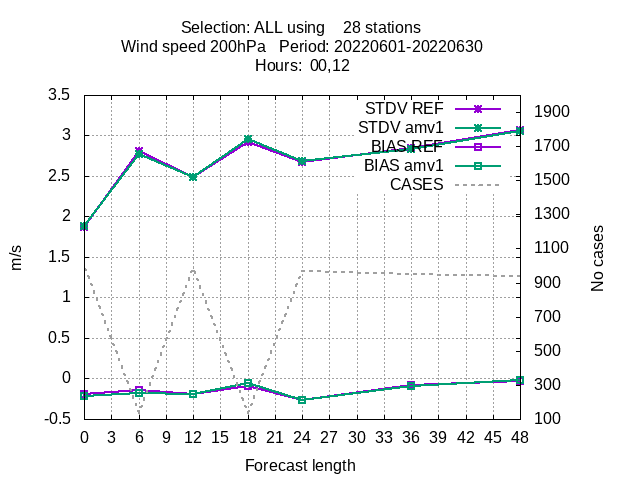 Selection: ALL using    28 stations
Wind speed 200hPa   Period: 20220601-20220630
Hours:  00,12
3.5
3
2.5
2
1.5
1
0.5
0
-0.5
m/s
STDV REF
STDV amv1
BIAS REF
BIAS amv1
CASES
1900
1700
1500
1300
1100
900
700
500
300
100
No cases
0 3 6 9 12 15 18 21 24 27 30 33 36 39 42 45 48
Forecast length